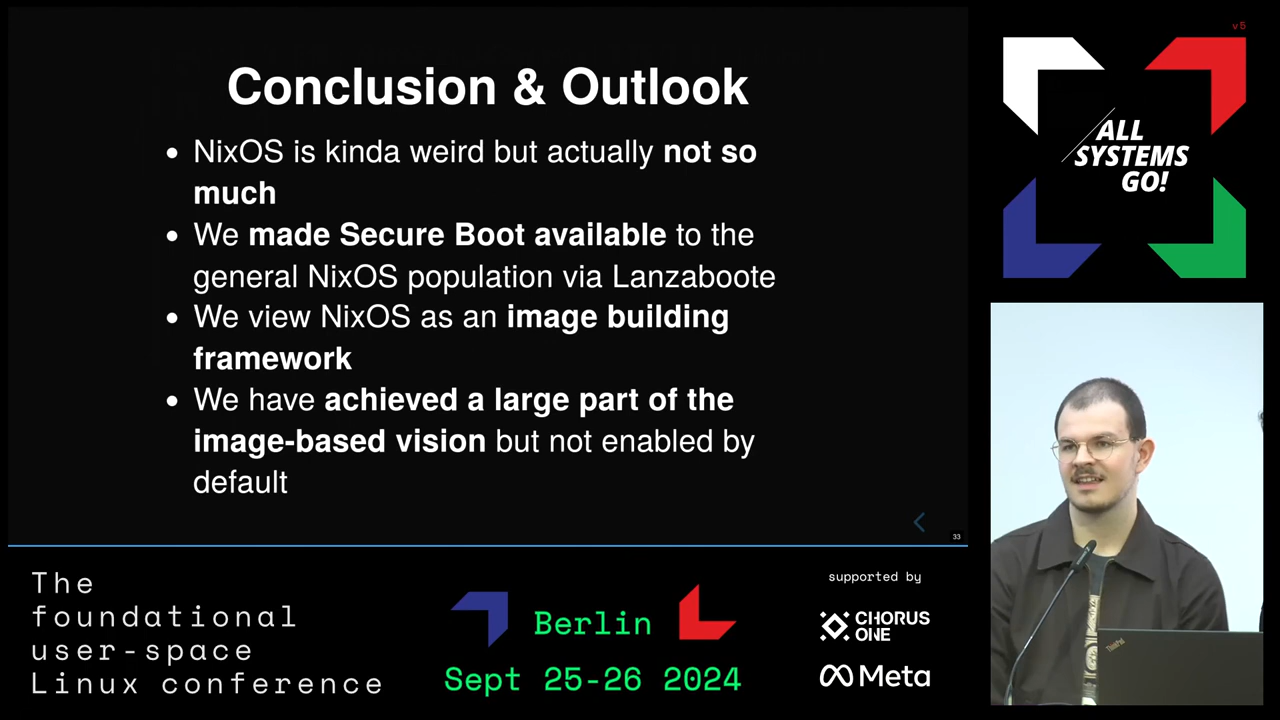 Conclusion & Outlook
NixOS is kinda weird but actually not so
much
We made Secure Boot available to the
general NixOS population via Lanzaboote
We view NixOS as an image building
framework
We have achieved a large part of the
image-based vision but not enabled by
default
33
v5
ALL
SYSTEMS
GO!
ThinkPad
The
foundational
user-space
Linux conference
Berlin
Sept 25-26 2024
supported by
CHORUS
ONE
Meta